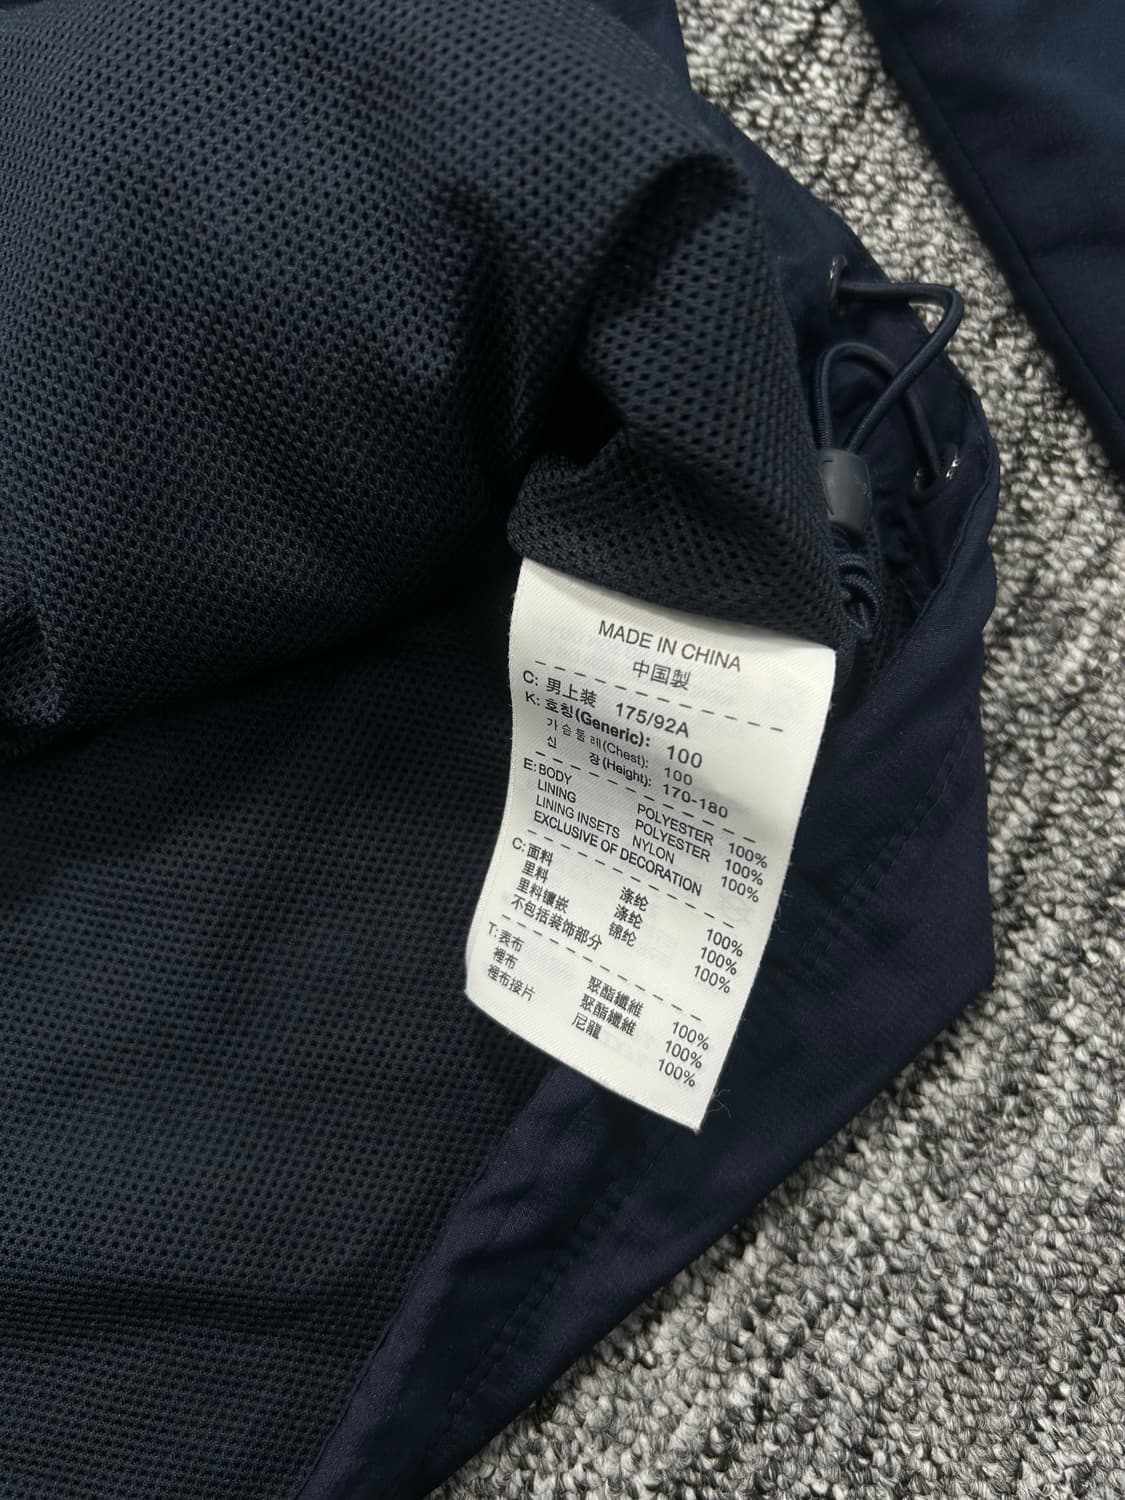 MADE IN CHINA
中国製
C: 男上装 175/92A
K: 호칭(Generic): 100
가슴둘레(Chest): 100
신 장(Height): 170-180
E: BODY POLYESTER 100%
LINING POLYESTER 100%
LINING INSETS NYLON 100%
EXCLUSIVE OF DECORATION
C: 面料 涤纶 100%
里料 涤纶 100%
里料镶嵌 锦纶 100%
不包括装饰部分
T: 表布 聚酯纖維 100%
裡布 聚酯纖維 100%
裡布接片 尼龍 100%